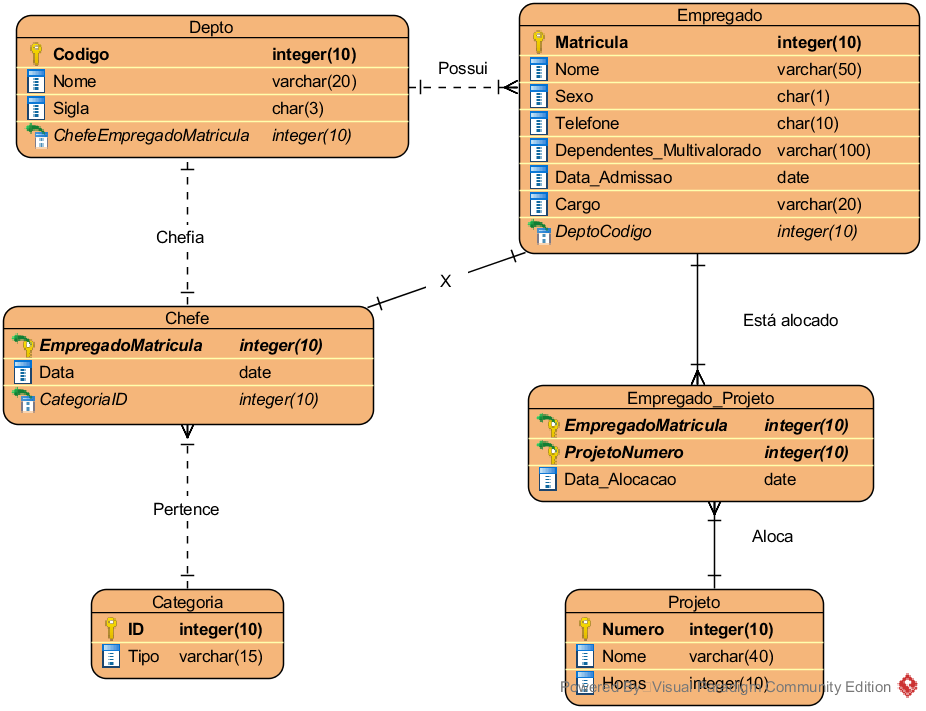 Depto
Codigo integer(10)
Nome varchar(20)
Sigla char(3)
ChefeEmpregadoMatricula integer(10)
Possui
Empregado
Matricula integer(10)
Nome varchar(50)
Sexo char(1)
Telefone char(10)
Dependentes_Multivalorado varchar(100)
Data_Admissao date
Cargo varchar(20)
DeptoCodigo integer(10)
Chefia
X
Está alocado
Chefe
EmpregadoMatricula integer(10)
Data date
CategoriaID integer(10)
Empregado_Projeto
EmpregadoMatricula integer(10)
ProjetoNumero integer(10)
Data_Alocacao date
Pertence
Aloca
Categoria
ID integer(10)
Tipo varchar(15)
Projeto
Numero integer(10)
Nome varchar(40)
Horas integer(10)
Powered By Visual Paradigm Community Edition